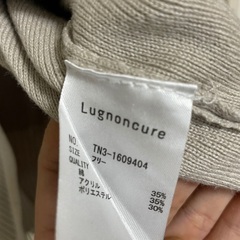 Lugnoncure
NO. TN3-1609404
SIZE フリー
QUALITY
綿 35%
アクリル 35%
ポリエステル 30%